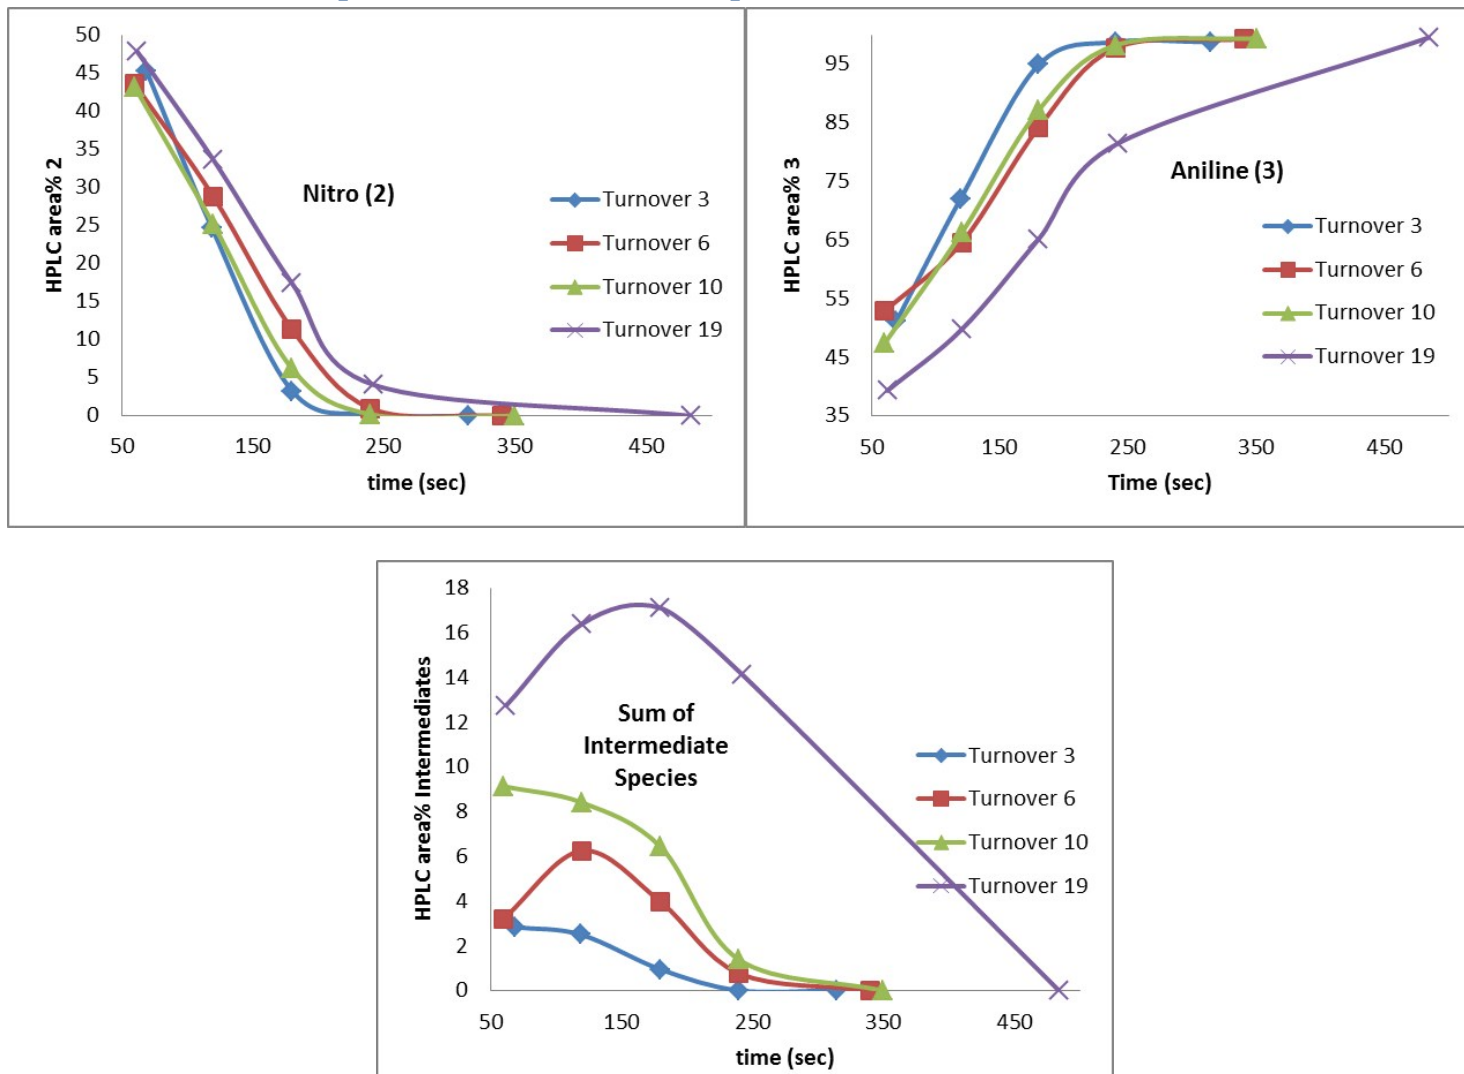 50
45
40
35
30
25
20
15
10
5
0
HPLC area% 2
Nitro (2)
Turnover 3
Turnover 6
Turnover 10
Turnover 19
50
150
250
350
450
time (sec)
95
85
75
65
55
45
35
HPLC area% 3
Aniline (3)
Turnover 3
Turnover 6
Turnover 10
Turnover 19
50
150
250
350
450
Time (sec)
18
16
14
12
10
8
6
4
2
0
HPLC area% Intermediates
Sum of
Intermediate
Species
Turnover 3
Turnover 6
Turnover 10
Turnover 19
50
150
250
350
450
time (sec)